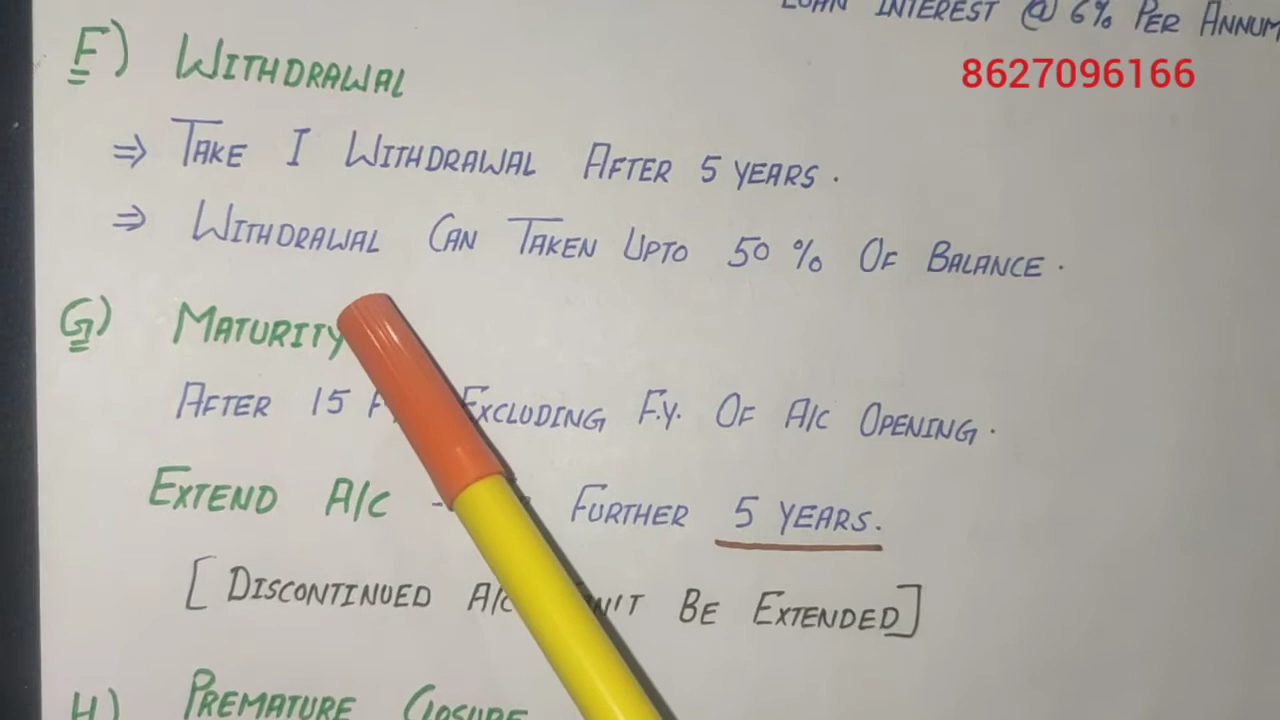 LOAN INTEREST @ 6% PER ANNUM
8627096166
F) WITHDRAWAL
⇒ TAKE I WITHDRAWAL AFTER 5 YEARS.
⇒ WITHDRAWAL CAN TAKEN UPTO 50% OF BALANCE.
G) MATURITY
AFTER 15 EXCLUDING F.Y. OF A/C OPENING.
EXTEND A/C - FURTHER 5 YEARS.
[DISCONTINUED A/C BE EXTENDED]
H) PREMATURE CLOSURE